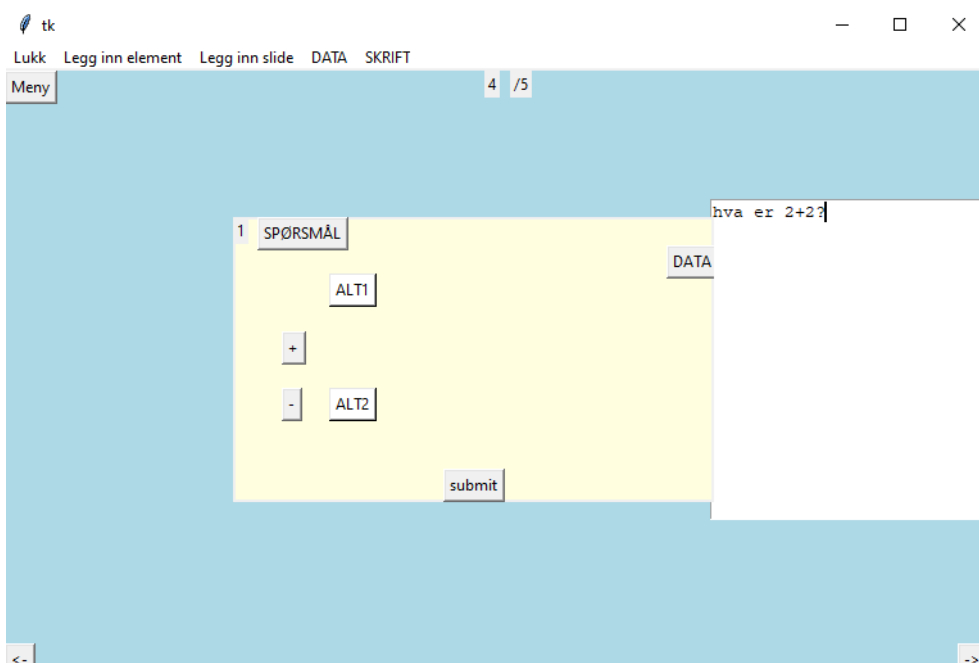 tk
Lukk Legg inn element Legg inn slide DATA SKRIFT
Meny 4 /5
hva er 2+2?
1 SPØRSMÅL
DATA
ALT1
+
- ALT2
submit
<- ->